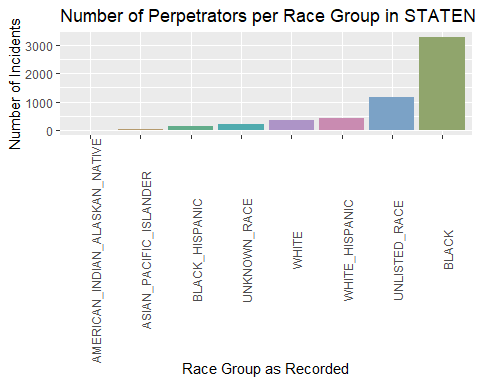 Number of Perpetrators per Race Group in STATEN
Number of Incidents
3000
2000
1000
0
AMERICAN_INDIAN_ALASKAN_NATIVE
ASIAN_PACIFIC_ISLANDER
BLACK_HISPANIC
UNKNOWN_RACE
WHITE
WHITE_HISPANIC
UNLISTED_RACE
BLACK
Race Group as Recorded